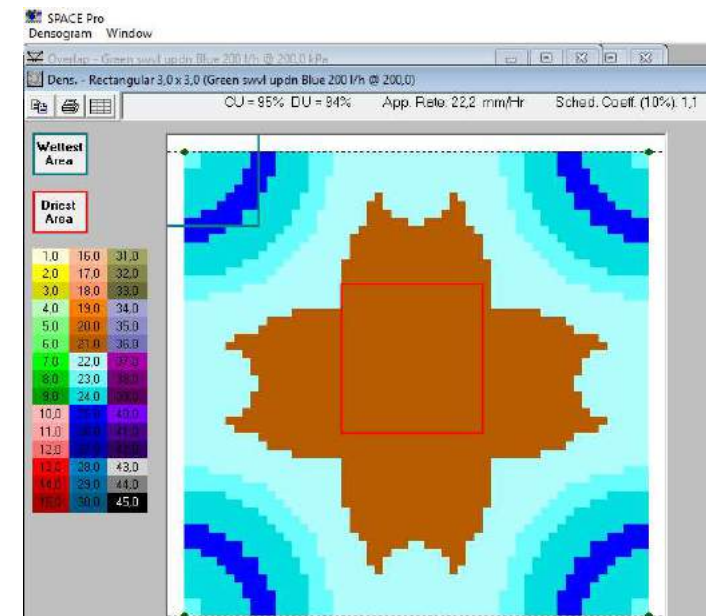 SPACE Pro
Densogram Window
Overlap - Green swvl updn Blue 200 l/h @ 200,0 kPa
Dens. - Rectangular 3,0 x 3,0 (Green swvl updn Blue 200 l/h @ 200,0)
CU = 95% DU = 94% App. Rate: 22,2 mm/Hr Sched. Coeff. (10%): 1,1
Wettest
Area
Driest
Area
1,0 16,0 31,0
2,0 17,0 32,0
3,0 18,0 33,0
4,0 19,0 34,0
5,0 20,0 35,0
6,0 21,0 36,0
7,0 22,0 37,0
8,0 23,0
9,0 24,0
10,0 40,0
11,0
12,0
13,0 28,0 43,0
14,0 29,0 44,0
15,0 30,0 45,0